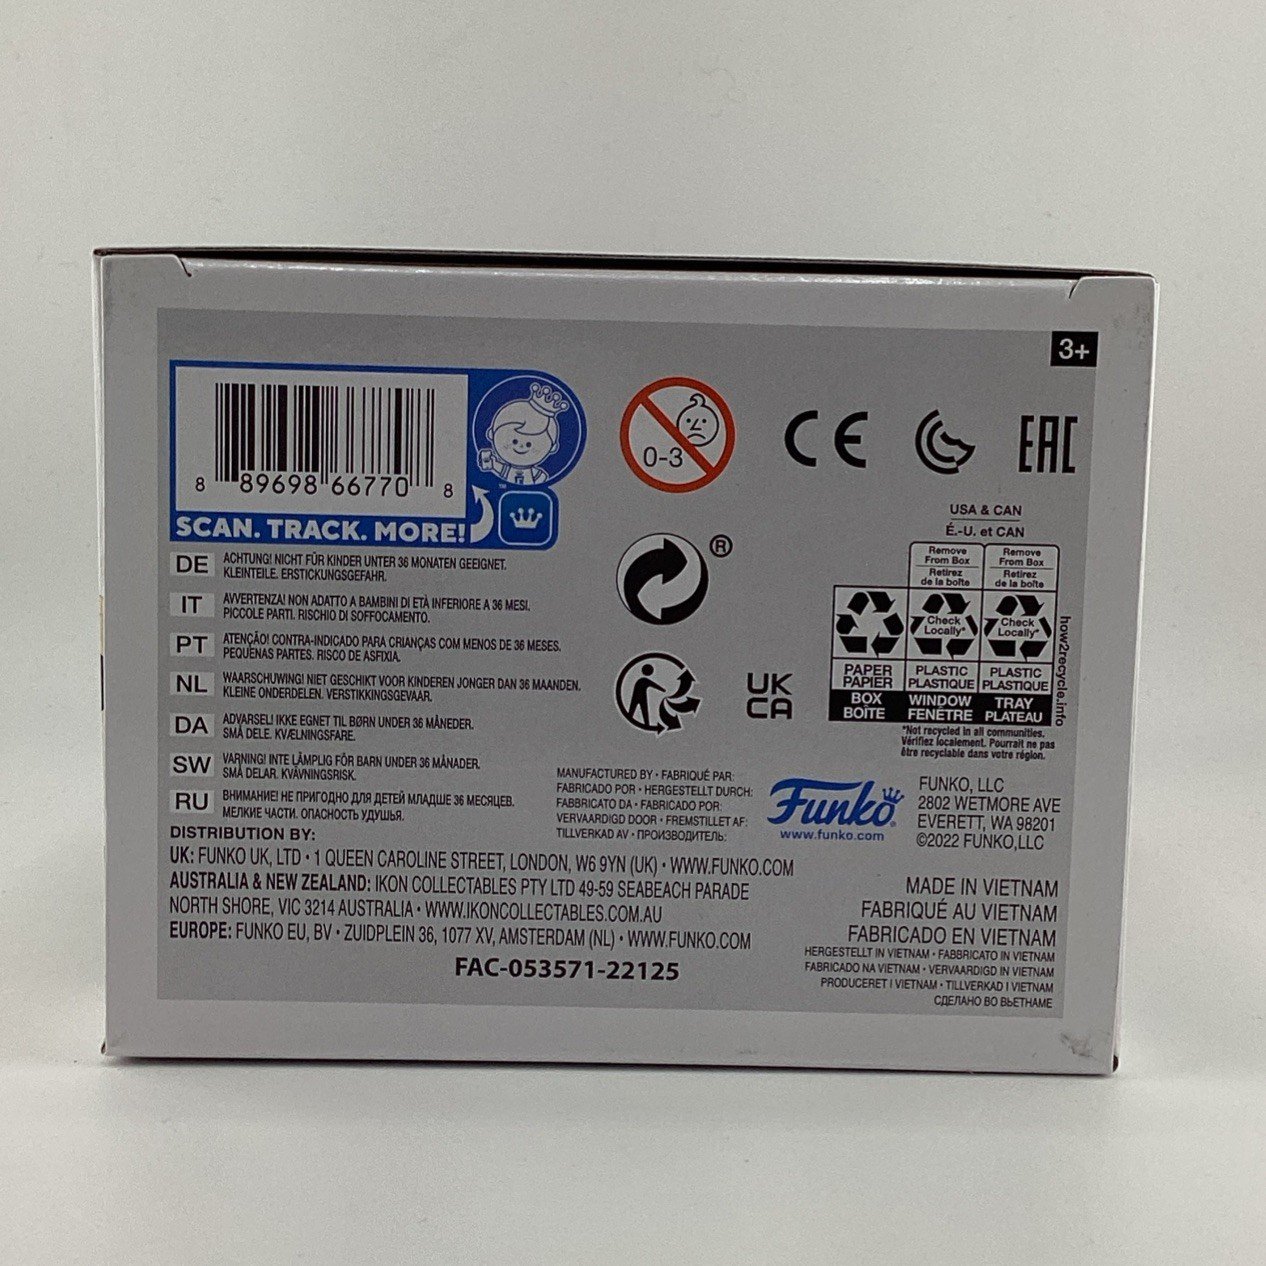 3+
8 89698 66770 8
SCAN. TRACK. MORE!
™
0-3
CE
EAC
®
UK
CA
USA & CAN
É.-U. et CAN
Remove From Box
Retirez de la boîte
Remove From Box
Retirez de la boîte
Check Locally*
Check Locally*
PAPER
PAPIER
PLASTIC
PLASTIQUE
PLASTIC
PLASTIQUE
BOX
BOÎTE
WINDOW
FENÊTRE
TRAY
PLATEAU
how2recycle.info
*Not recycled in all communities.
Vérifiez localement. Pourrait ne pas
être recyclable dans votre région.
DE ACHTUNG! NICHT FÜR KINDER UNTER 36 MONATEN GEEIGNET.
KLEINTEILE. ERSTICKUNGSGEFAHR.
IT AVVERTENZA! NON ADATTO A BAMBINI DI ETÀ INFERIORE A 36 MESI.
PICCOLE PARTI. RISCHIO DI SOFFOCAMENTO.
PT ATENÇÃO! CONTRA-INDICADO PARA CRIANÇAS COM MENOS DE 36 MESES.
PEQUENAS PARTES. RISCO DE ASFIXIA.
NL WAARSCHUWING! NIET GESCHIKT VOOR KINDEREN JONGER DAN 36 MAANDEN.
KLEINE ONDERDELEN. VERSTIKKINGSGEVAAR.
DA ADVARSEL! IKKE EGNET TIL BØRN UNDER 36 MÅNEDER.
SMÅ DELE. KVÆLNINGSFARE.
SW VARNING! INTE LÄMPLIG FÖR BARN UNDER 36 MÅNADER.
SMÅ DELAR. KVÄVNINGSRISK.
RU ВНИМАНИЕ! НЕ ПРИГОДНО ДЛЯ ДЕТЕЙ МЛАДШЕ 36 МЕСЯЦЕВ.
МЕЛКИЕ ЧАСТИ. ОПАСНОСТЬ УДУШЬЯ.
MANUFACTURED BY • FABRIQUÉ PAR:
FABRICADO POR • HERGESTELLT DURCH:
FABBRICATO DA • FABRICADO POR:
VERVAARDIGD DOOR • FREMSTILLET AF:
TILLVERKAD AV • ПРОИЗВОДИТЕЛЬ:
Funko
www.funko.com
FUNKO, LLC
2802 WETMORE AVE
EVERETT, WA 98201
©2022 FUNKO,LLC
DISTRIBUTION BY:
UK: FUNKO UK, LTD • 1 QUEEN CAROLINE STREET, LONDON, W6 9YN (UK) • WWW.FUNKO.COM
AUSTRALIA & NEW ZEALAND: IKON COLLECTABLES PTY LTD 49-59 SEABEACH PARADE
NORTH SHORE, VIC 3214 AUSTRALIA • WWW.IKONCOLLECTABLES.COM.AU
EUROPE: FUNKO EU, BV • ZUIDPLEIN 36, 1077 XV, AMSTERDAM (NL) • WWW.FUNKO.COM
FAC-053571-22125
MADE IN VIETNAM
FABRIQUÉ AU VIETNAM
FABRICADO EN VIETNAM
HERGESTELLT IN VIETNAM • FABBRICATO IN VIETNAM
FABRICADO NA VIETNAM • VERVAARDIGD IN VIETNAM
PRODUCERET I VIETNAM • TILLVERKAD I VIETNAM
СДЕЛАНО ВО ВЬЕТНАМЕ